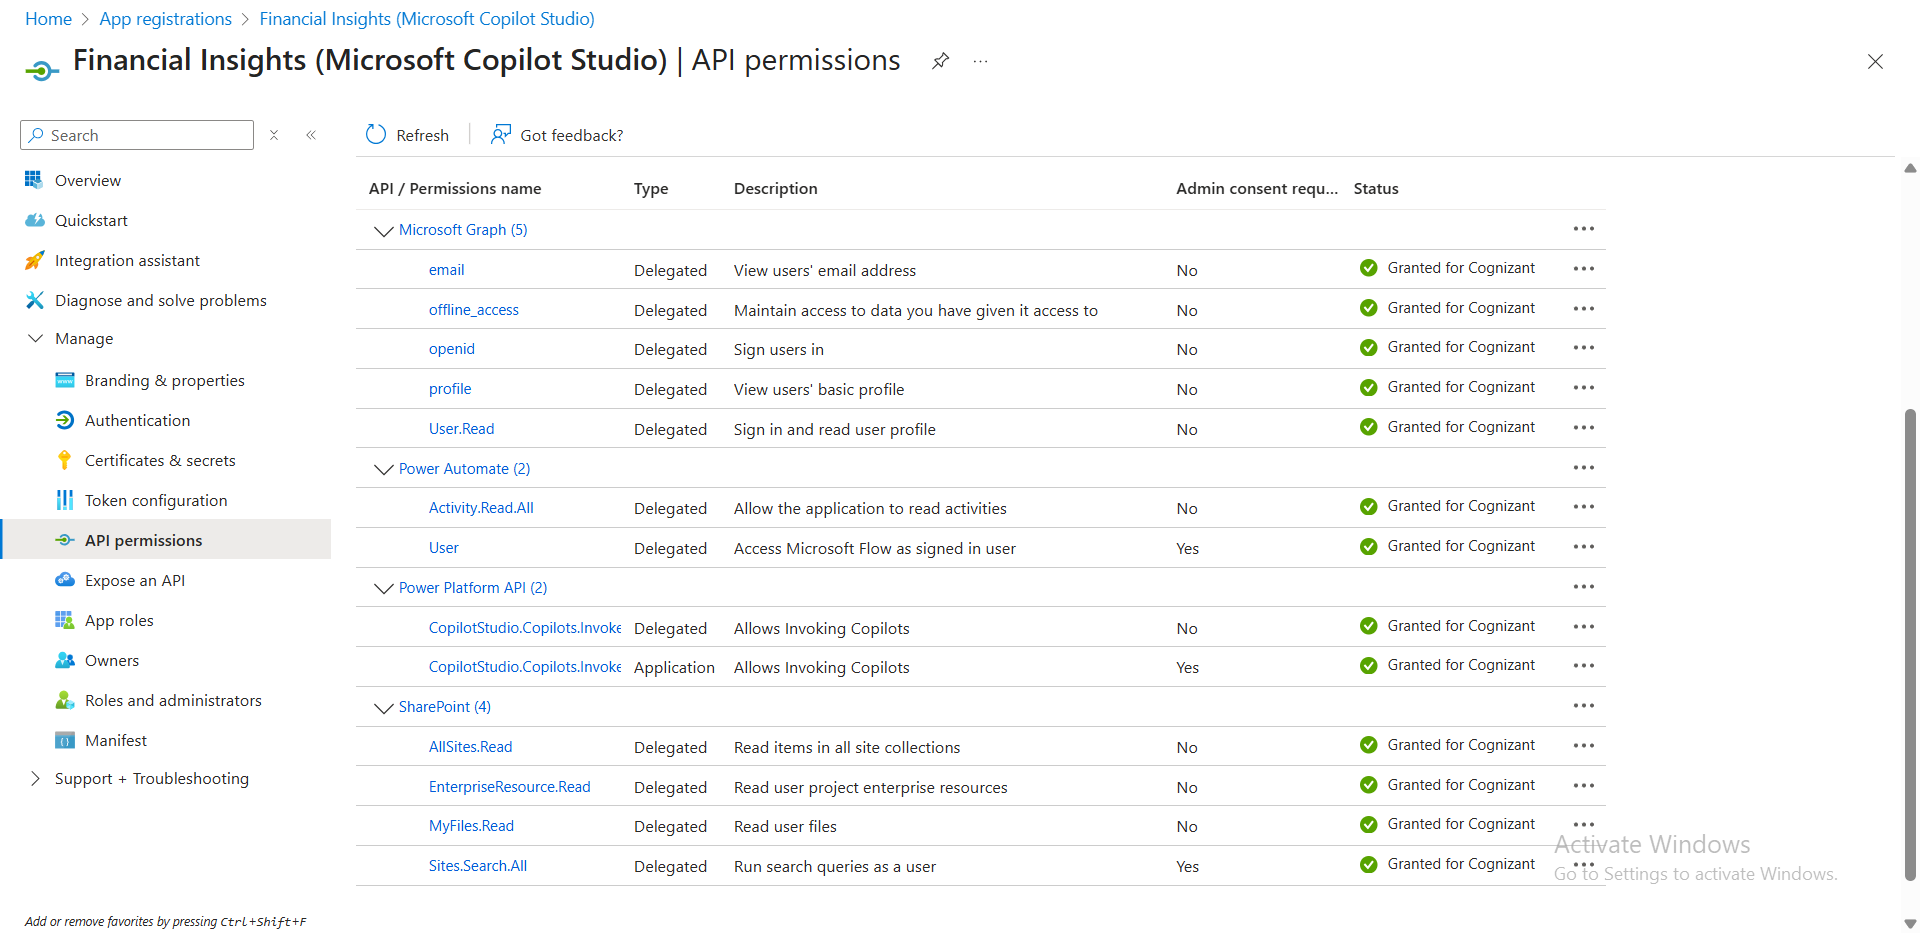 Home > App registrations > Financial Insights (Microsoft Copilot Studio)
Financial Insights (Microsoft Copilot Studio) | API permissions
Search
Refresh
Got feedback?
Overview
Quickstart
Integration assistant
Diagnose and solve problems
Manage
Branding & properties
Authentication
Certificates & secrets
Token configuration
API permissions
Expose an API
App roles
Owners
Roles and administrators
Manifest
Support + Troubleshooting
Add or remove favorites by pressing Ctrl+Shift+F
API / Permissions name Type Description Admin consent requ... Status
Microsoft Graph (5)
email Delegated View users' email address No Granted for Cognizant
offline_access Delegated Maintain access to data you have given it access to No Granted for Cognizant
openid Delegated Sign users in No Granted for Cognizant
profile Delegated View users' basic profile No Granted for Cognizant
User.Read Delegated Sign in and read user profile No Granted for Cognizant
Power Automate (2)
Activity.Read.All Delegated Allow the application to read activities No Granted for Cognizant
User Delegated Access Microsoft Flow as signed in user Yes Granted for Cognizant
Power Platform API (2)
CopilotStudio.Copilots.Invoke Delegated Allows Invoking Copilots No Granted for Cognizant
CopilotStudio.Copilots.Invoke Application Allows Invoking Copilots Yes Granted for Cognizant
SharePoint (4)
AllSites.Read Delegated Read items in all site collections No Granted for Cognizant
EnterpriseResource.Read Delegated Read user project enterprise resources No Granted for Cognizant
MyFiles.Read Delegated Read user files No Granted for Cognizant
Sites.Search.All Delegated Run search queries as a user Yes Granted for Cognizant
Activate Windows
Go to Settings to activate Windows.